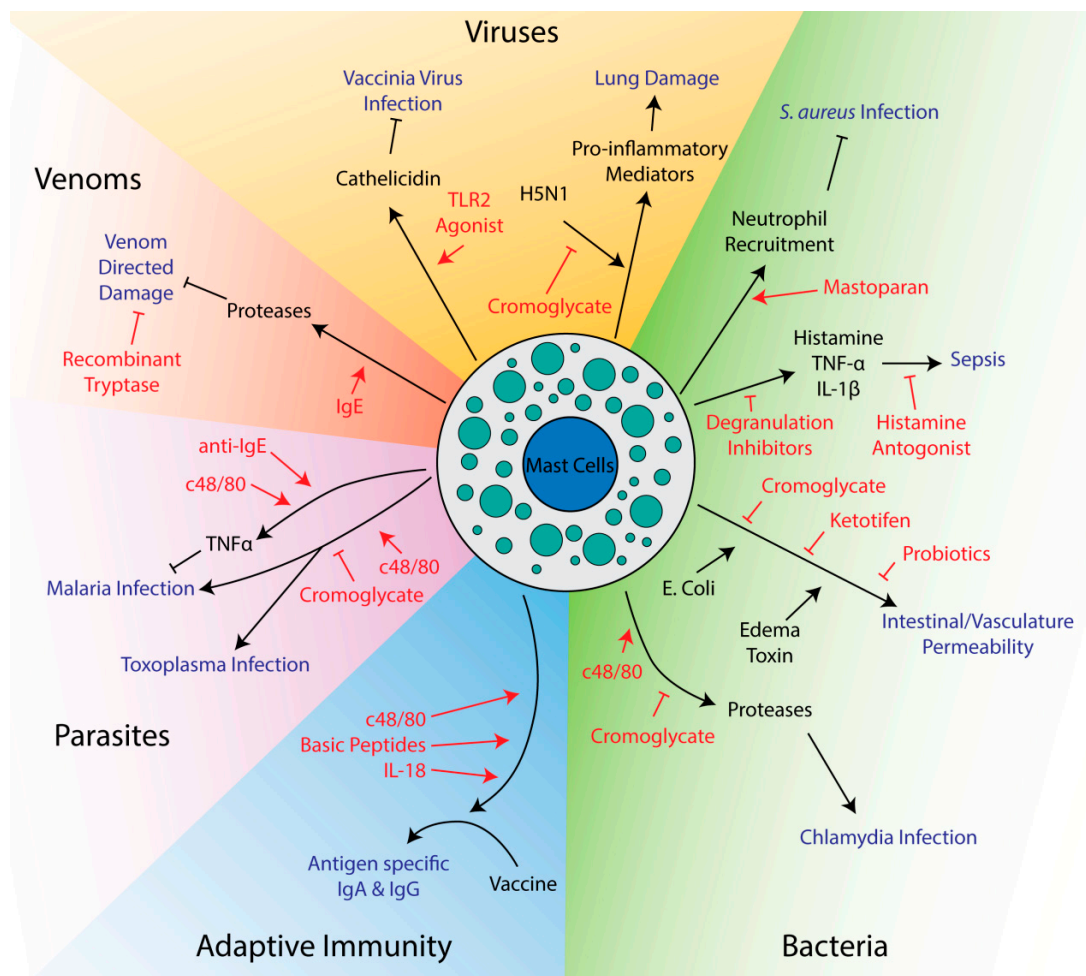 Viruses
Vaccinia Virus
Infection
Lung Damage
Cathelicidin
Pro-inflammatory
Mediators
TLR2
Agonist
H5N1
Cromoglycate
Venoms
Venom
Directed
Damage
Proteases
Recombinant
Tryptase
IgE
S. aureus Infection
Neutrophil
Recruitment
Mastoparan
Histamine
TNF-α
IL-1β
Sepsis
Degranulation
Inhibitors
Histamine
Antogonist
Mast Cells
Cromoglycate
Ketotifen
Probiotics
E. Coli
Edema
Toxin
Intestinal/Vasculature
Permeability
c48/80
Cromoglycate
Proteases
Chlamydia Infection
Bacteria
anti-IgE
c48/80
TNFα
Malaria Infection
c48/80
Cromoglycate
Toxoplasma Infection
Parasites
c48/80
Basic Peptides
IL-18
Antigen specific
IgA & IgG
Vaccine
Adaptive Immunity